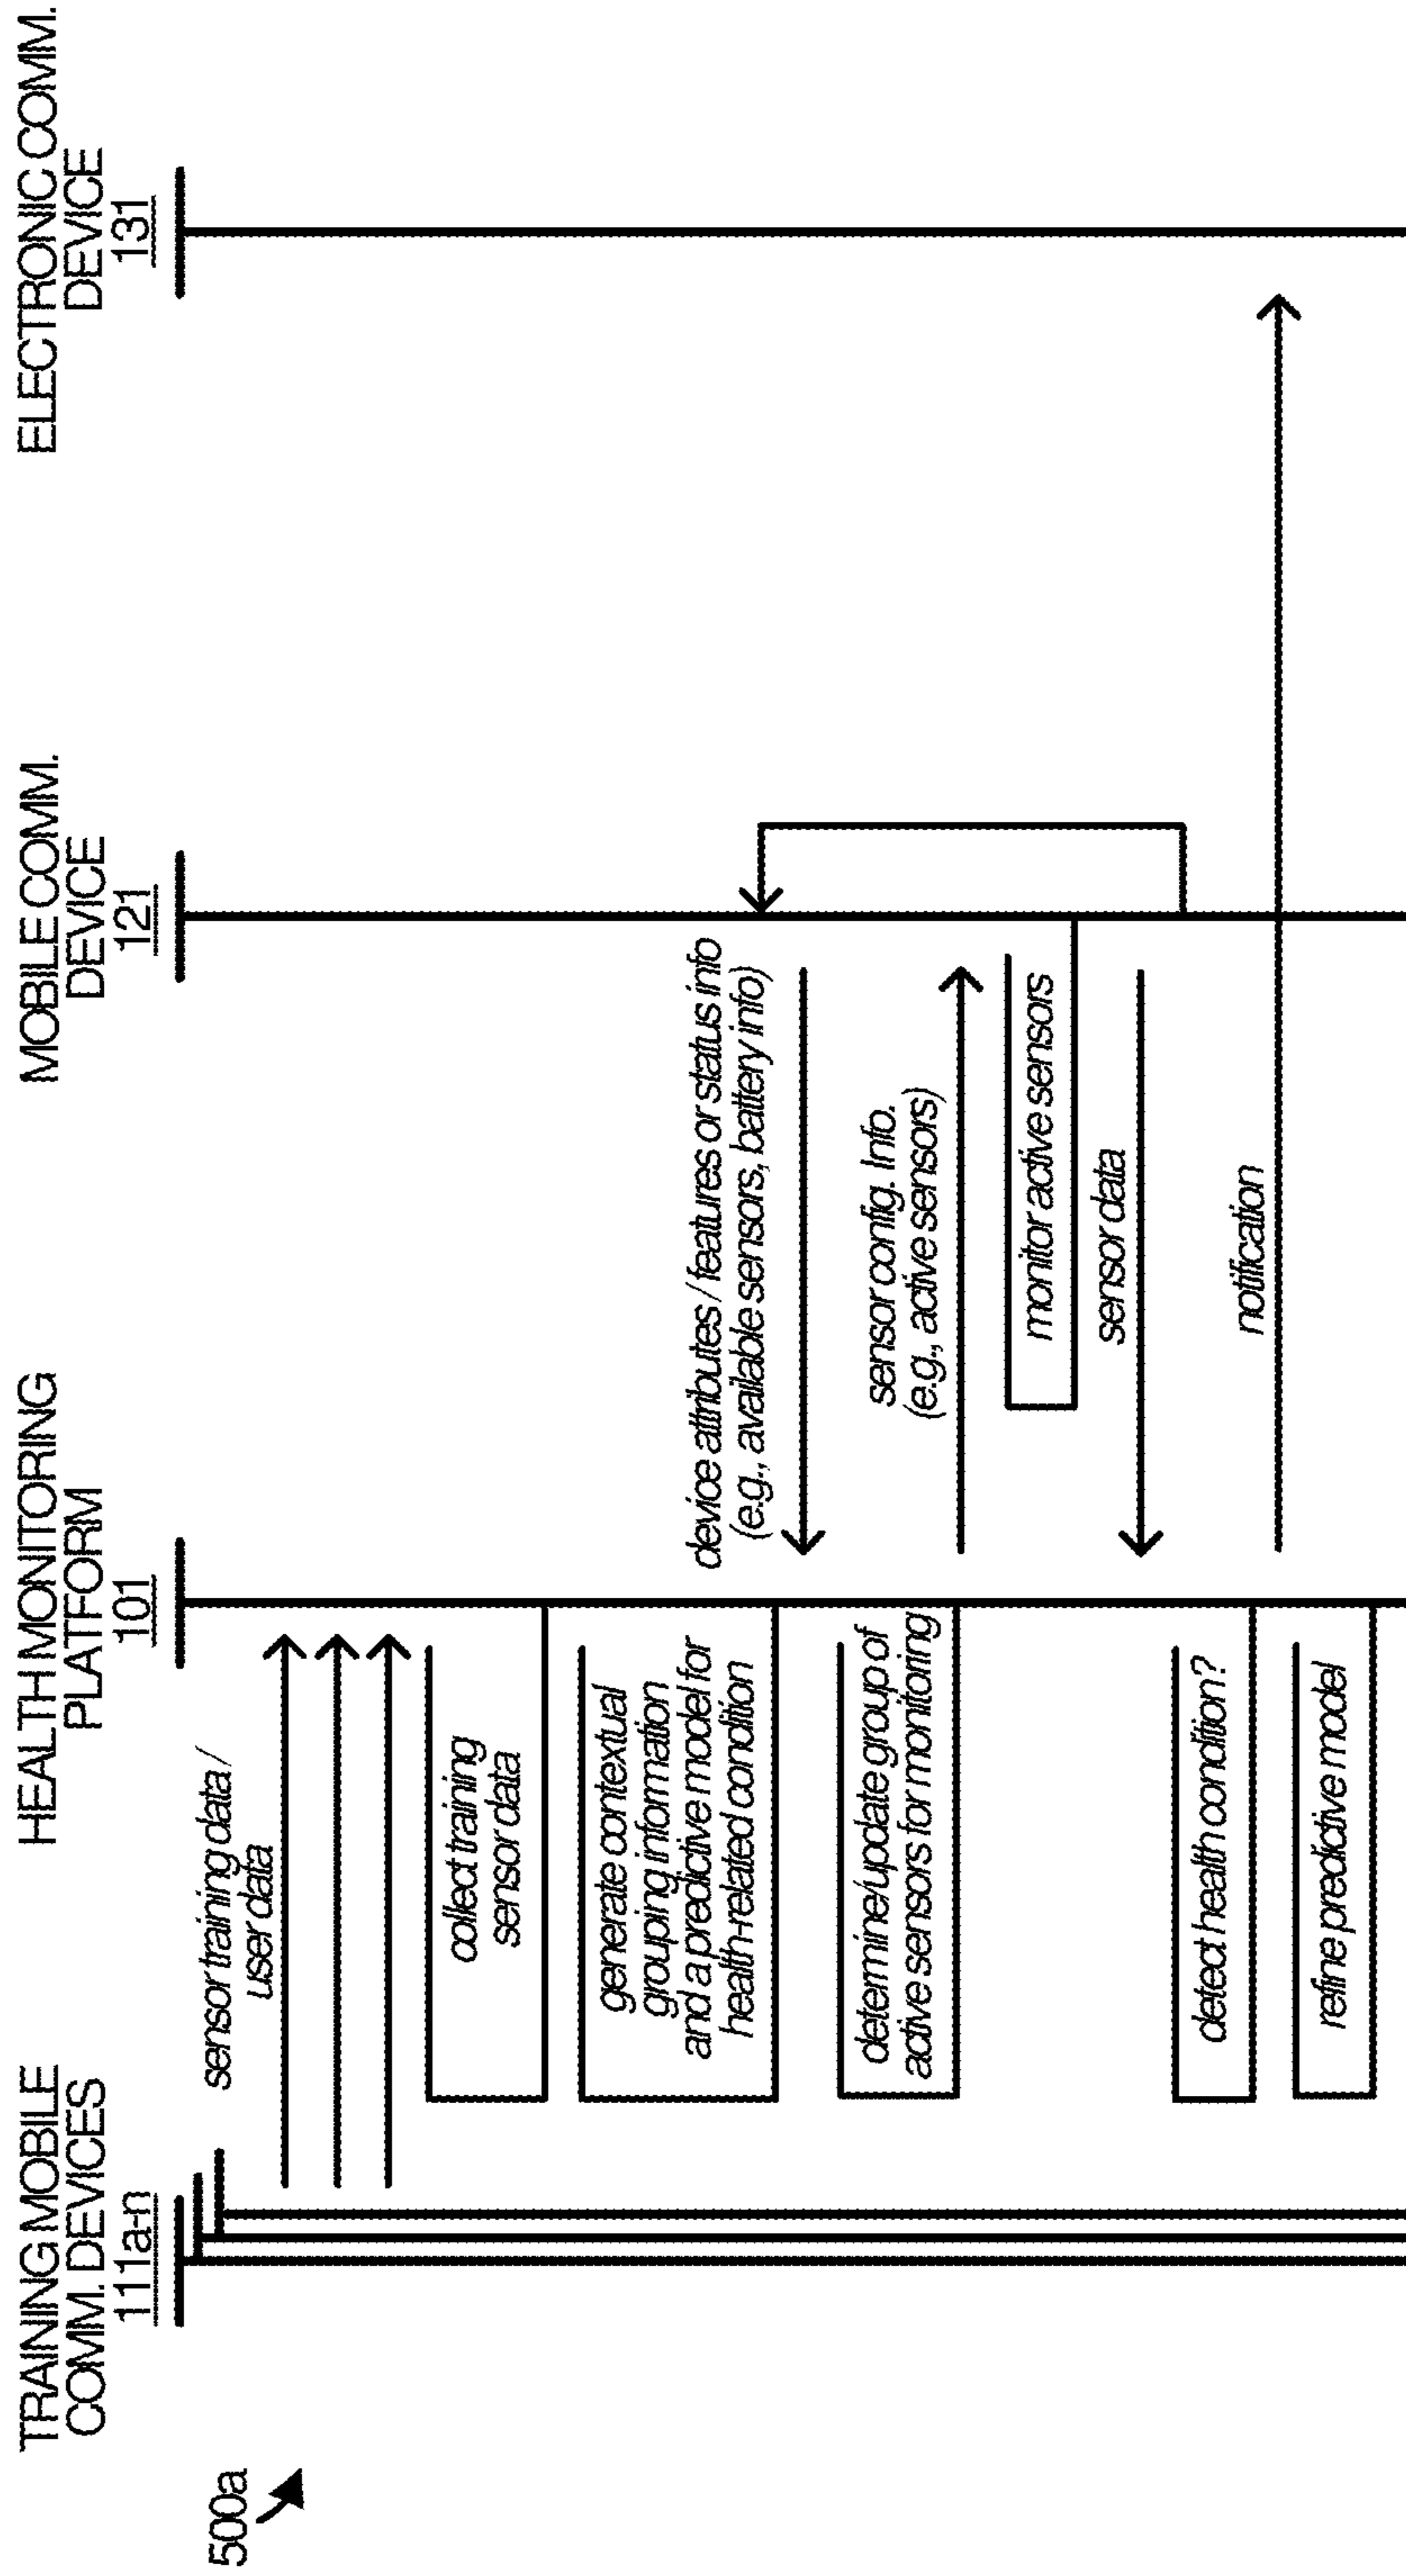 500a
TRAINING MOBILE
COMM. DEVICES
111a-n
HEALTH MONITORING
PLATFORM
101
MOBILE COMM.
DEVICE
121
ELECTRONIC COMM.
DEVICE
131
sensor training data /
user data
collect training
sensor data
generate contextual
grouping information
and a predictive model for
health-related condition
device attributes / features or status info
(e.g., available sensors, battery info)
determine/update group of
active sensors for monitoring
sensor config. Info.
(e.g., active sensors)
monitor active sensors
sensor data
detect health condition?
notification
refine predictive model